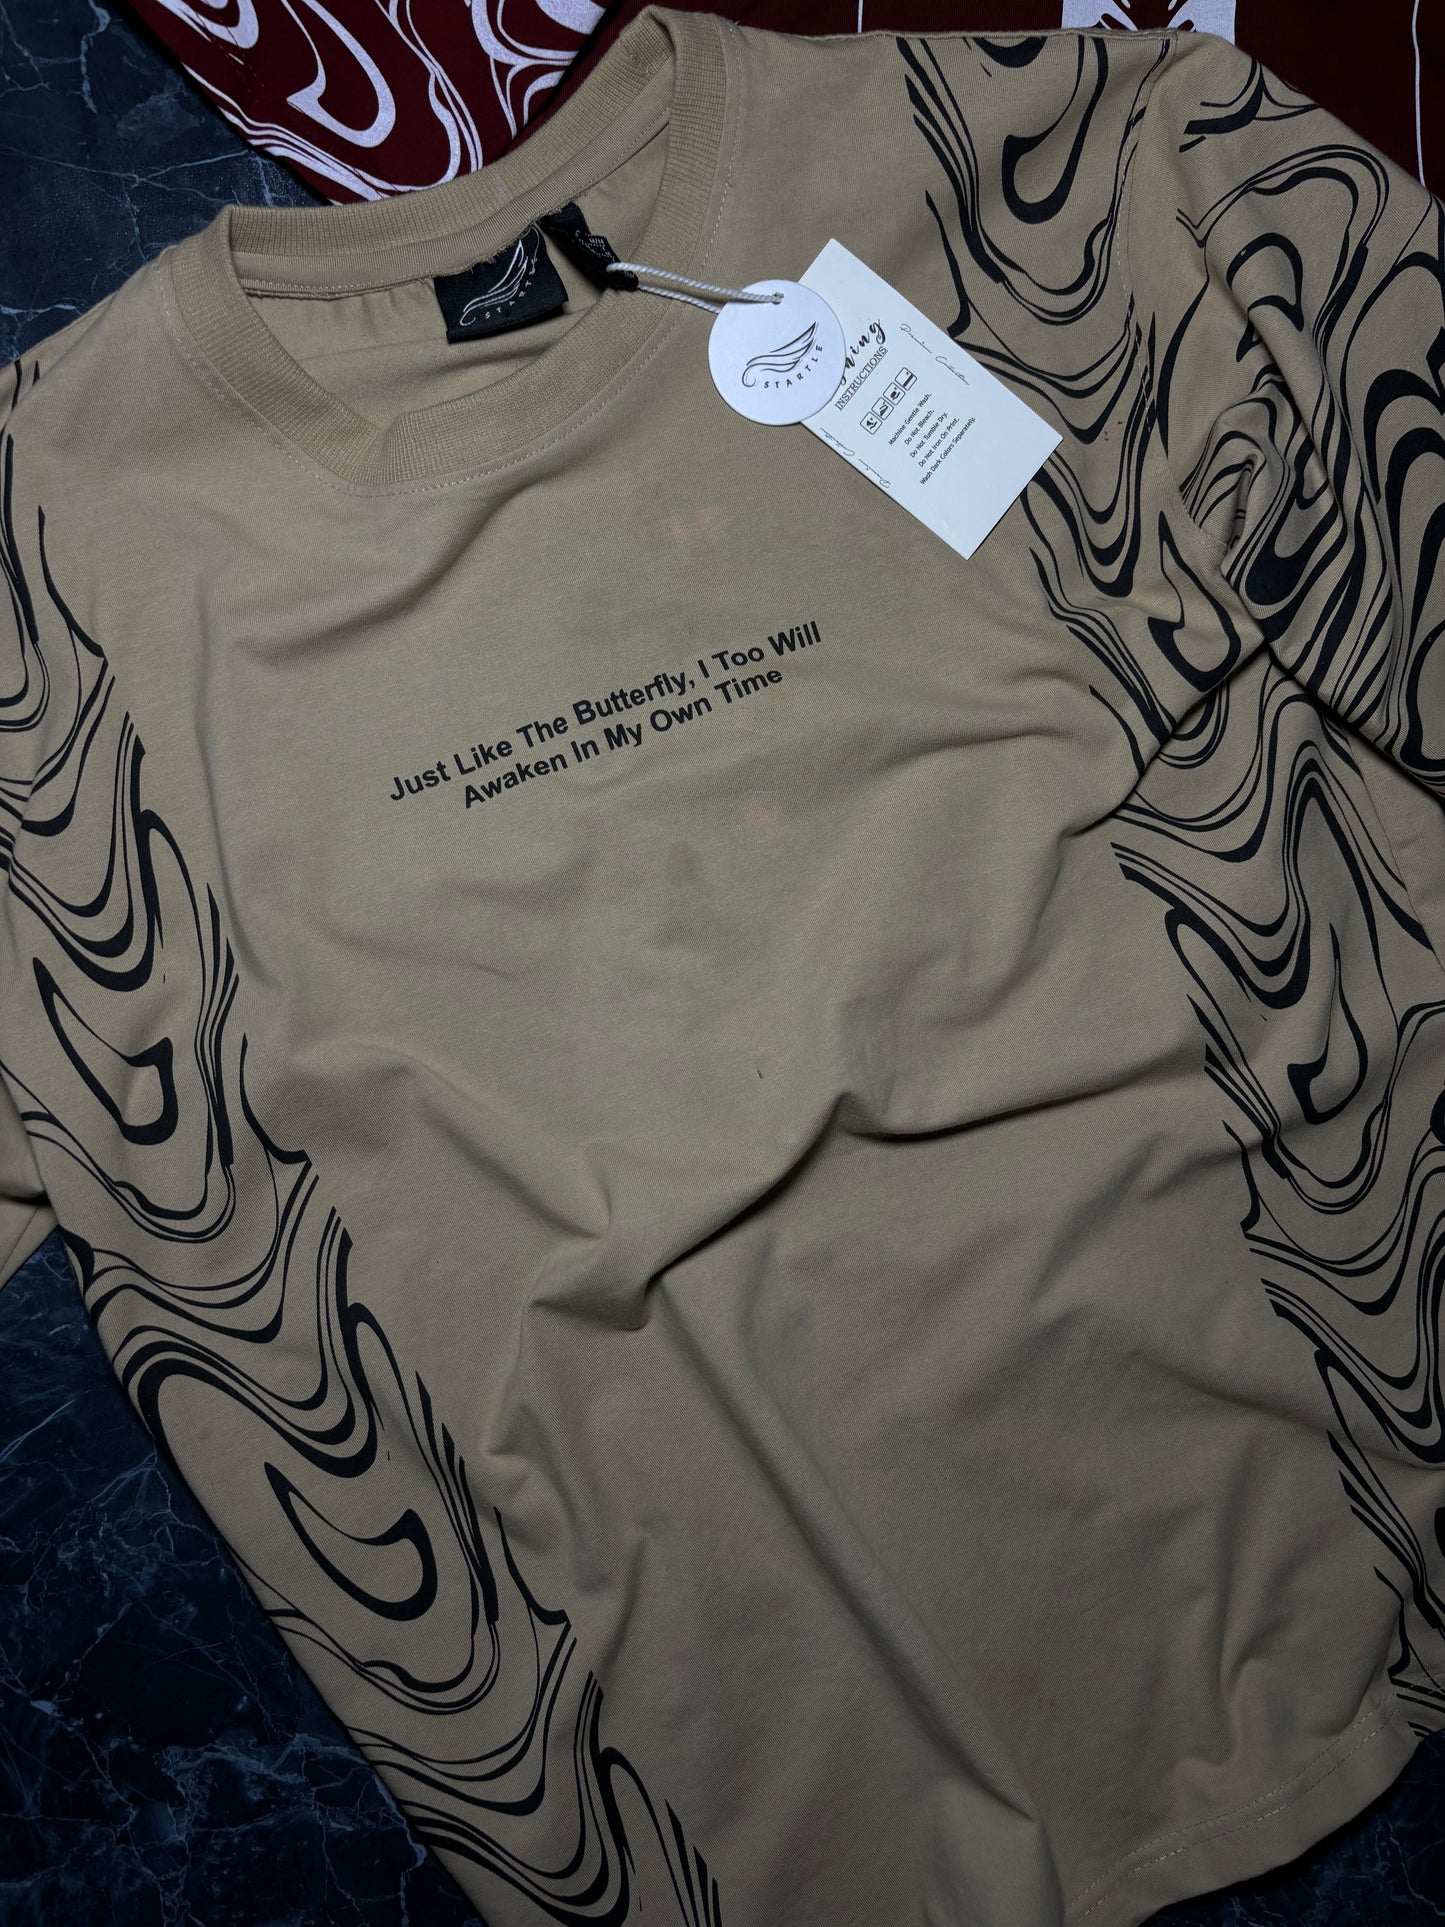 STARTLE
M/M
STARTLE
INSTRUCTIONS
Machine Gentle Wash.
Do Not Bleach.
Do Not Tumble Dry.
Do Not Iron On Print.
Wash Dark Colors Separately.
Just Like The Butterfly, I Too Will
Awaken In My Own Time